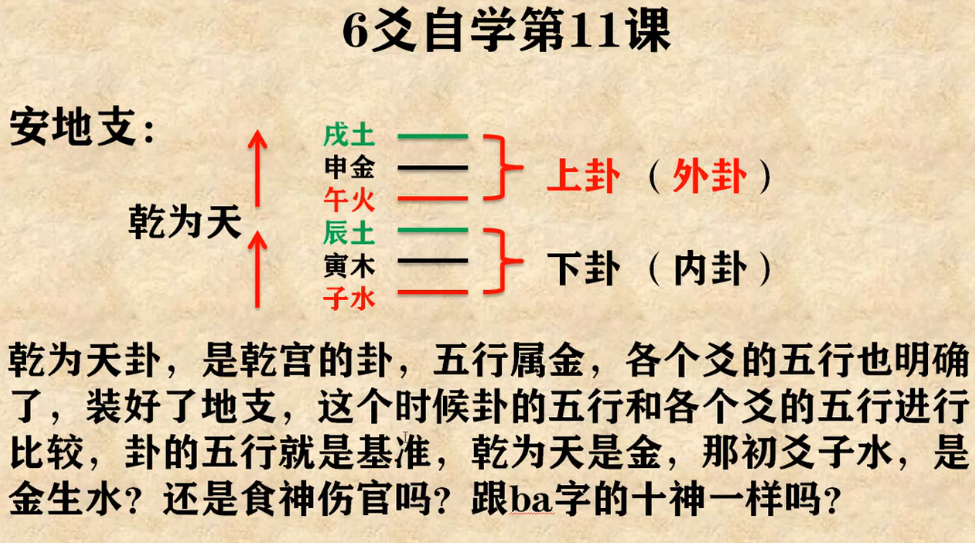 6爻自学第11课
安地支：
戌土
申金
午火
上卦（外卦）
乾为天
辰土
寅木
子水
下卦（内卦）
乾为天卦，是乾宫的卦，五行属金，各个爻的五行也明确
了，装好了地支，这个时候卦的五行和各个爻的五行进行
比较，卦的五行就是基准，乾为天是金，那初爻子水，是
金生水？还是食神伤官吗？跟ba字的十神一样吗？